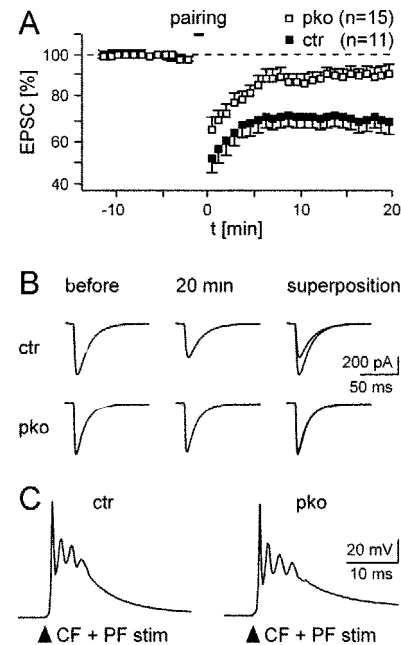 A
pairing
pko (n=15)
ctr (n=11)
EPSC [%]
100
80
60
40
-10
0
10
20
t [min]
B
before
20 min
superposition
ctr
200 pA
50 ms
pko
C
ctr
pko
20 mV
10 ms
CF + PF stim
CF + PF stim